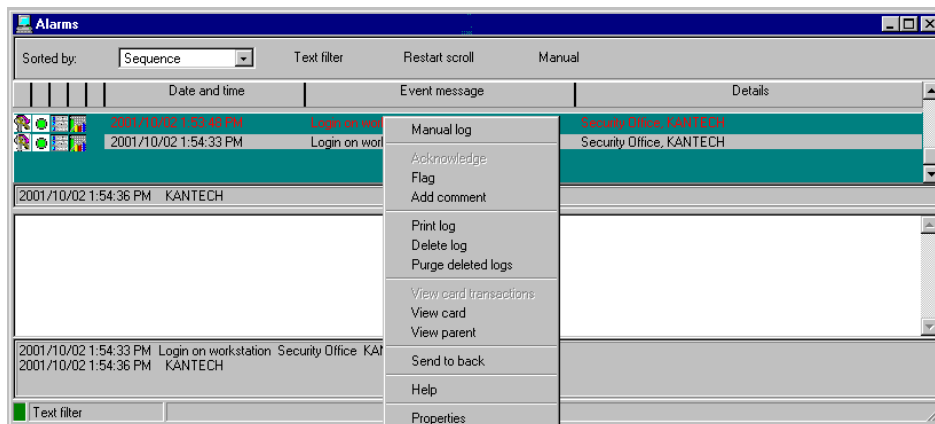 Alarms
Sorted by: Sequence Text filter Restart scroll Manual
Date and time Event message Details
2001/10/02 1:53:48 PM Login on wor Security Office, KANTECH
2001/10/02 1:54:33 PM Login on worl Security Office, KANTECH
2001/10/02 1:54:36 PM KANTECH
Manual log
Acknowledge
Flag
Add comment
Print log
Delete log
Purge deleted logs
View card transactions
View card
View parent
Send to back
Help
Properties
2001/10/02 1:54:33 PM Login on workstation Security Office KAN
2001/10/02 1:54:36 PM KANTECH
Text filter